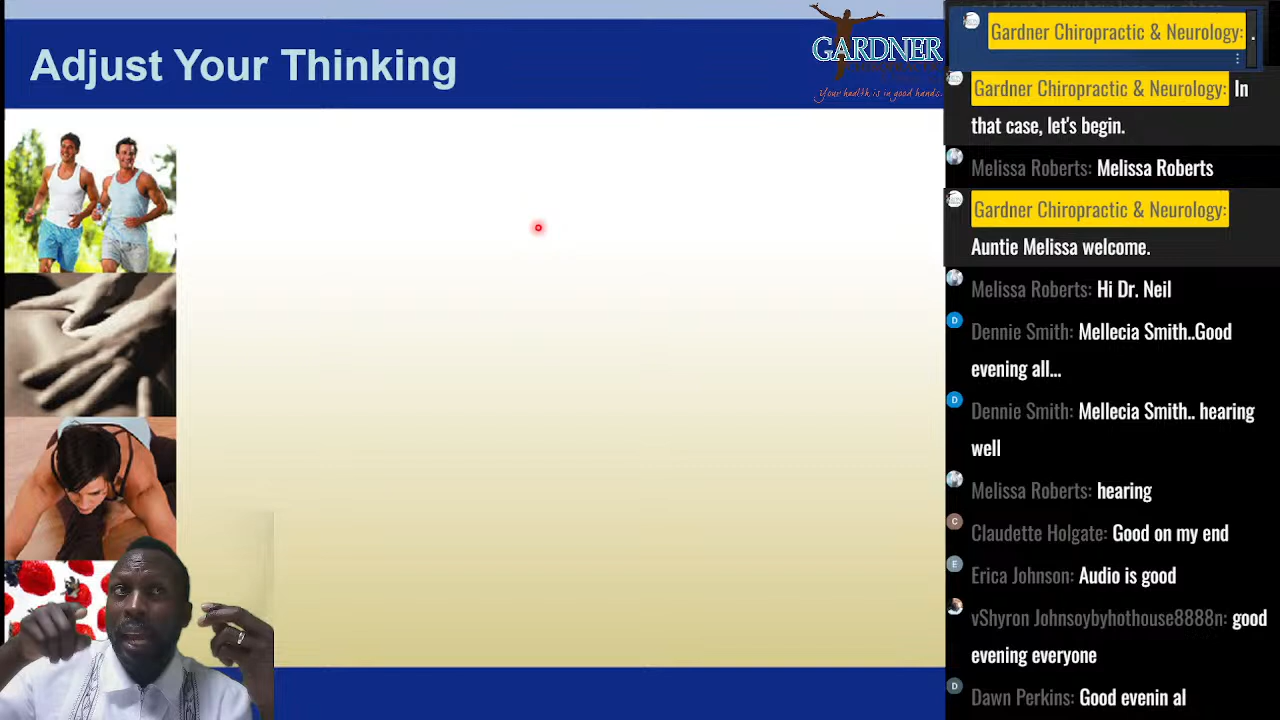 Adjust Your Thinking
GARDNER
Your health is in good hands.
Gardner Chiropractic & Neurology: .
Gardner Chiropractic & Neurology: In
that case, let's begin.
Melissa Roberts: Melissa Roberts
Gardner Chiropractic & Neurology:
Auntie Melissa welcome.
Melissa Roberts: Hi Dr. Neil
D
Dennie Smith: Mellecia Smith..Good
evening all...
D
Dennie Smith: Mellecia Smith.. hearing
well
Melissa Roberts: hearing
C
Claudette Holgate: Good on my end
E
Erica Johnson: Audio is good
vShyron Johnsoybyhothouse8888n: good
evening everyone
D
Dawn Perkins: Good evenin al